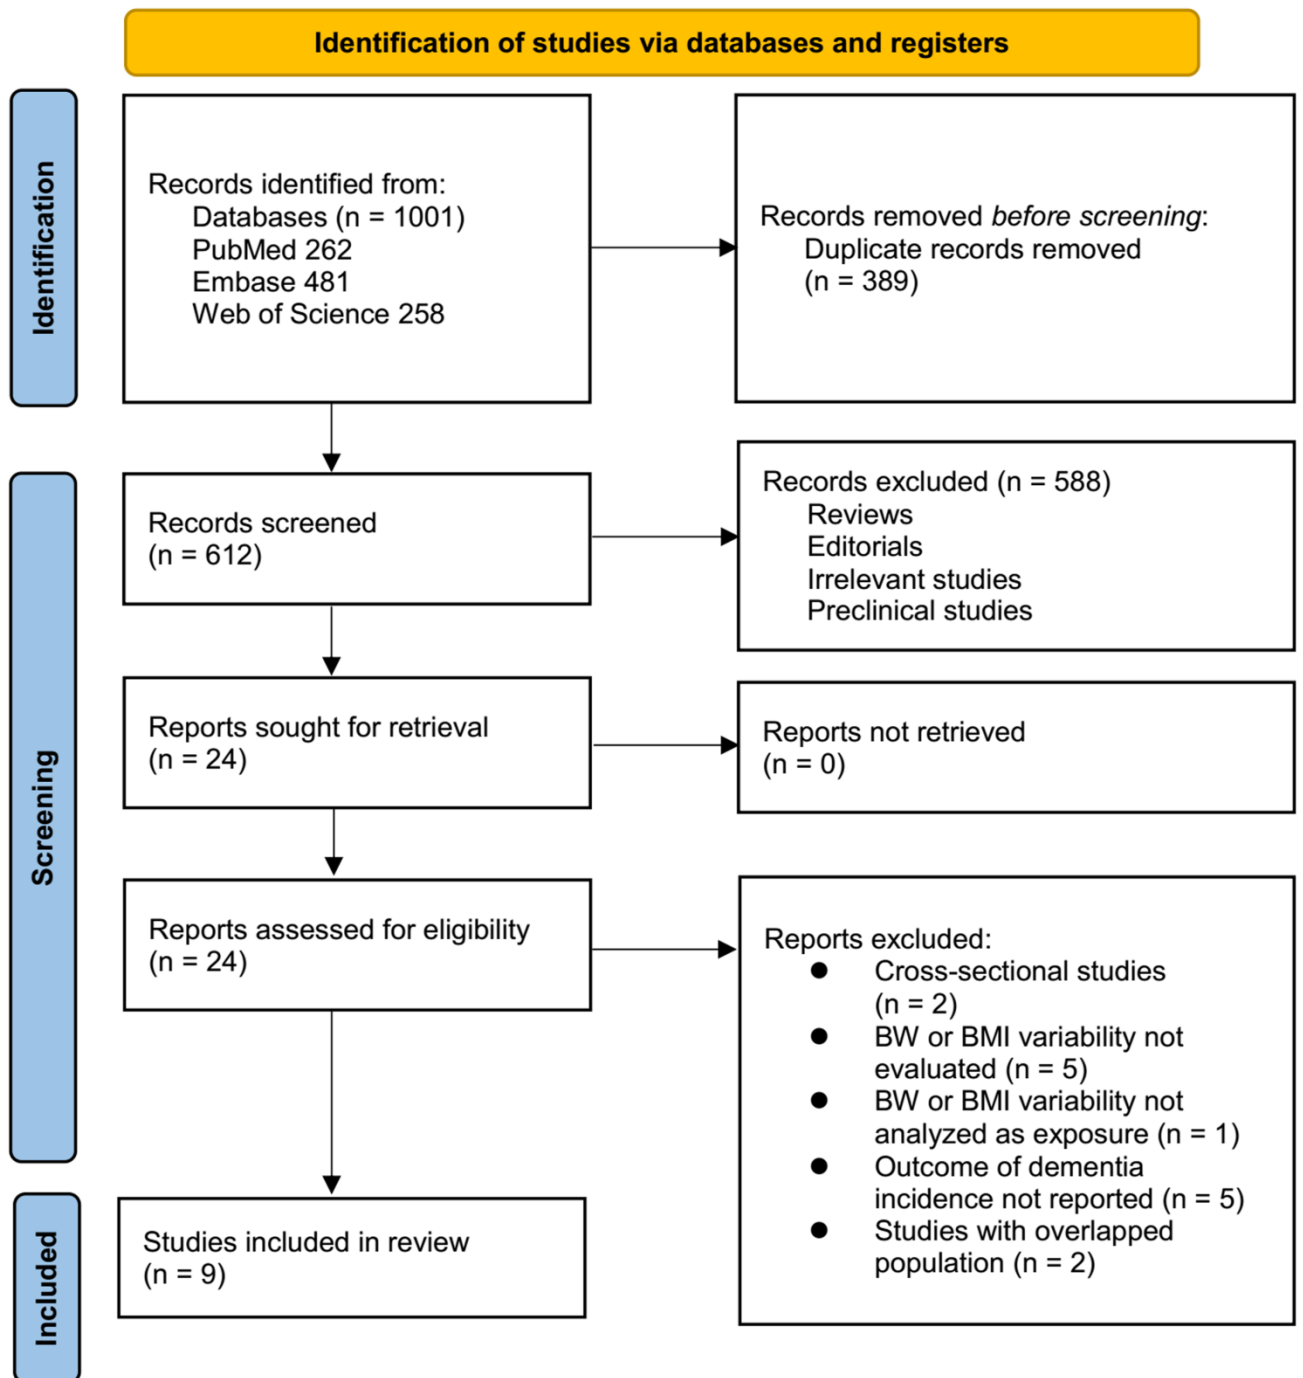 Identification of studies via databases and registers
Identification
Records identified from:
Databases (n = 1001)
PubMed 262
Embase 481
Web of Science 258
Records removed before screening:
Duplicate records removed
(n = 389)
Screening
Records screened
(n = 612)
Records excluded (n = 588)
Reviews
Editorials
Irrelevant studies
Preclinical studies
Reports sought for retrieval
(n = 24)
Reports not retrieved
(n = 0)
Reports assessed for eligibility
(n = 24)
Reports excluded:
● Cross-sectional studies
(n = 2)
● BW or BMI variability not
evaluated (n = 5)
● BW or BMI variability not
analyzed as exposure (n = 1)
● Outcome of dementia
incidence not reported (n = 5)
● Studies with overlapped
population (n = 2)
Included
Studies included in review
(n = 9)